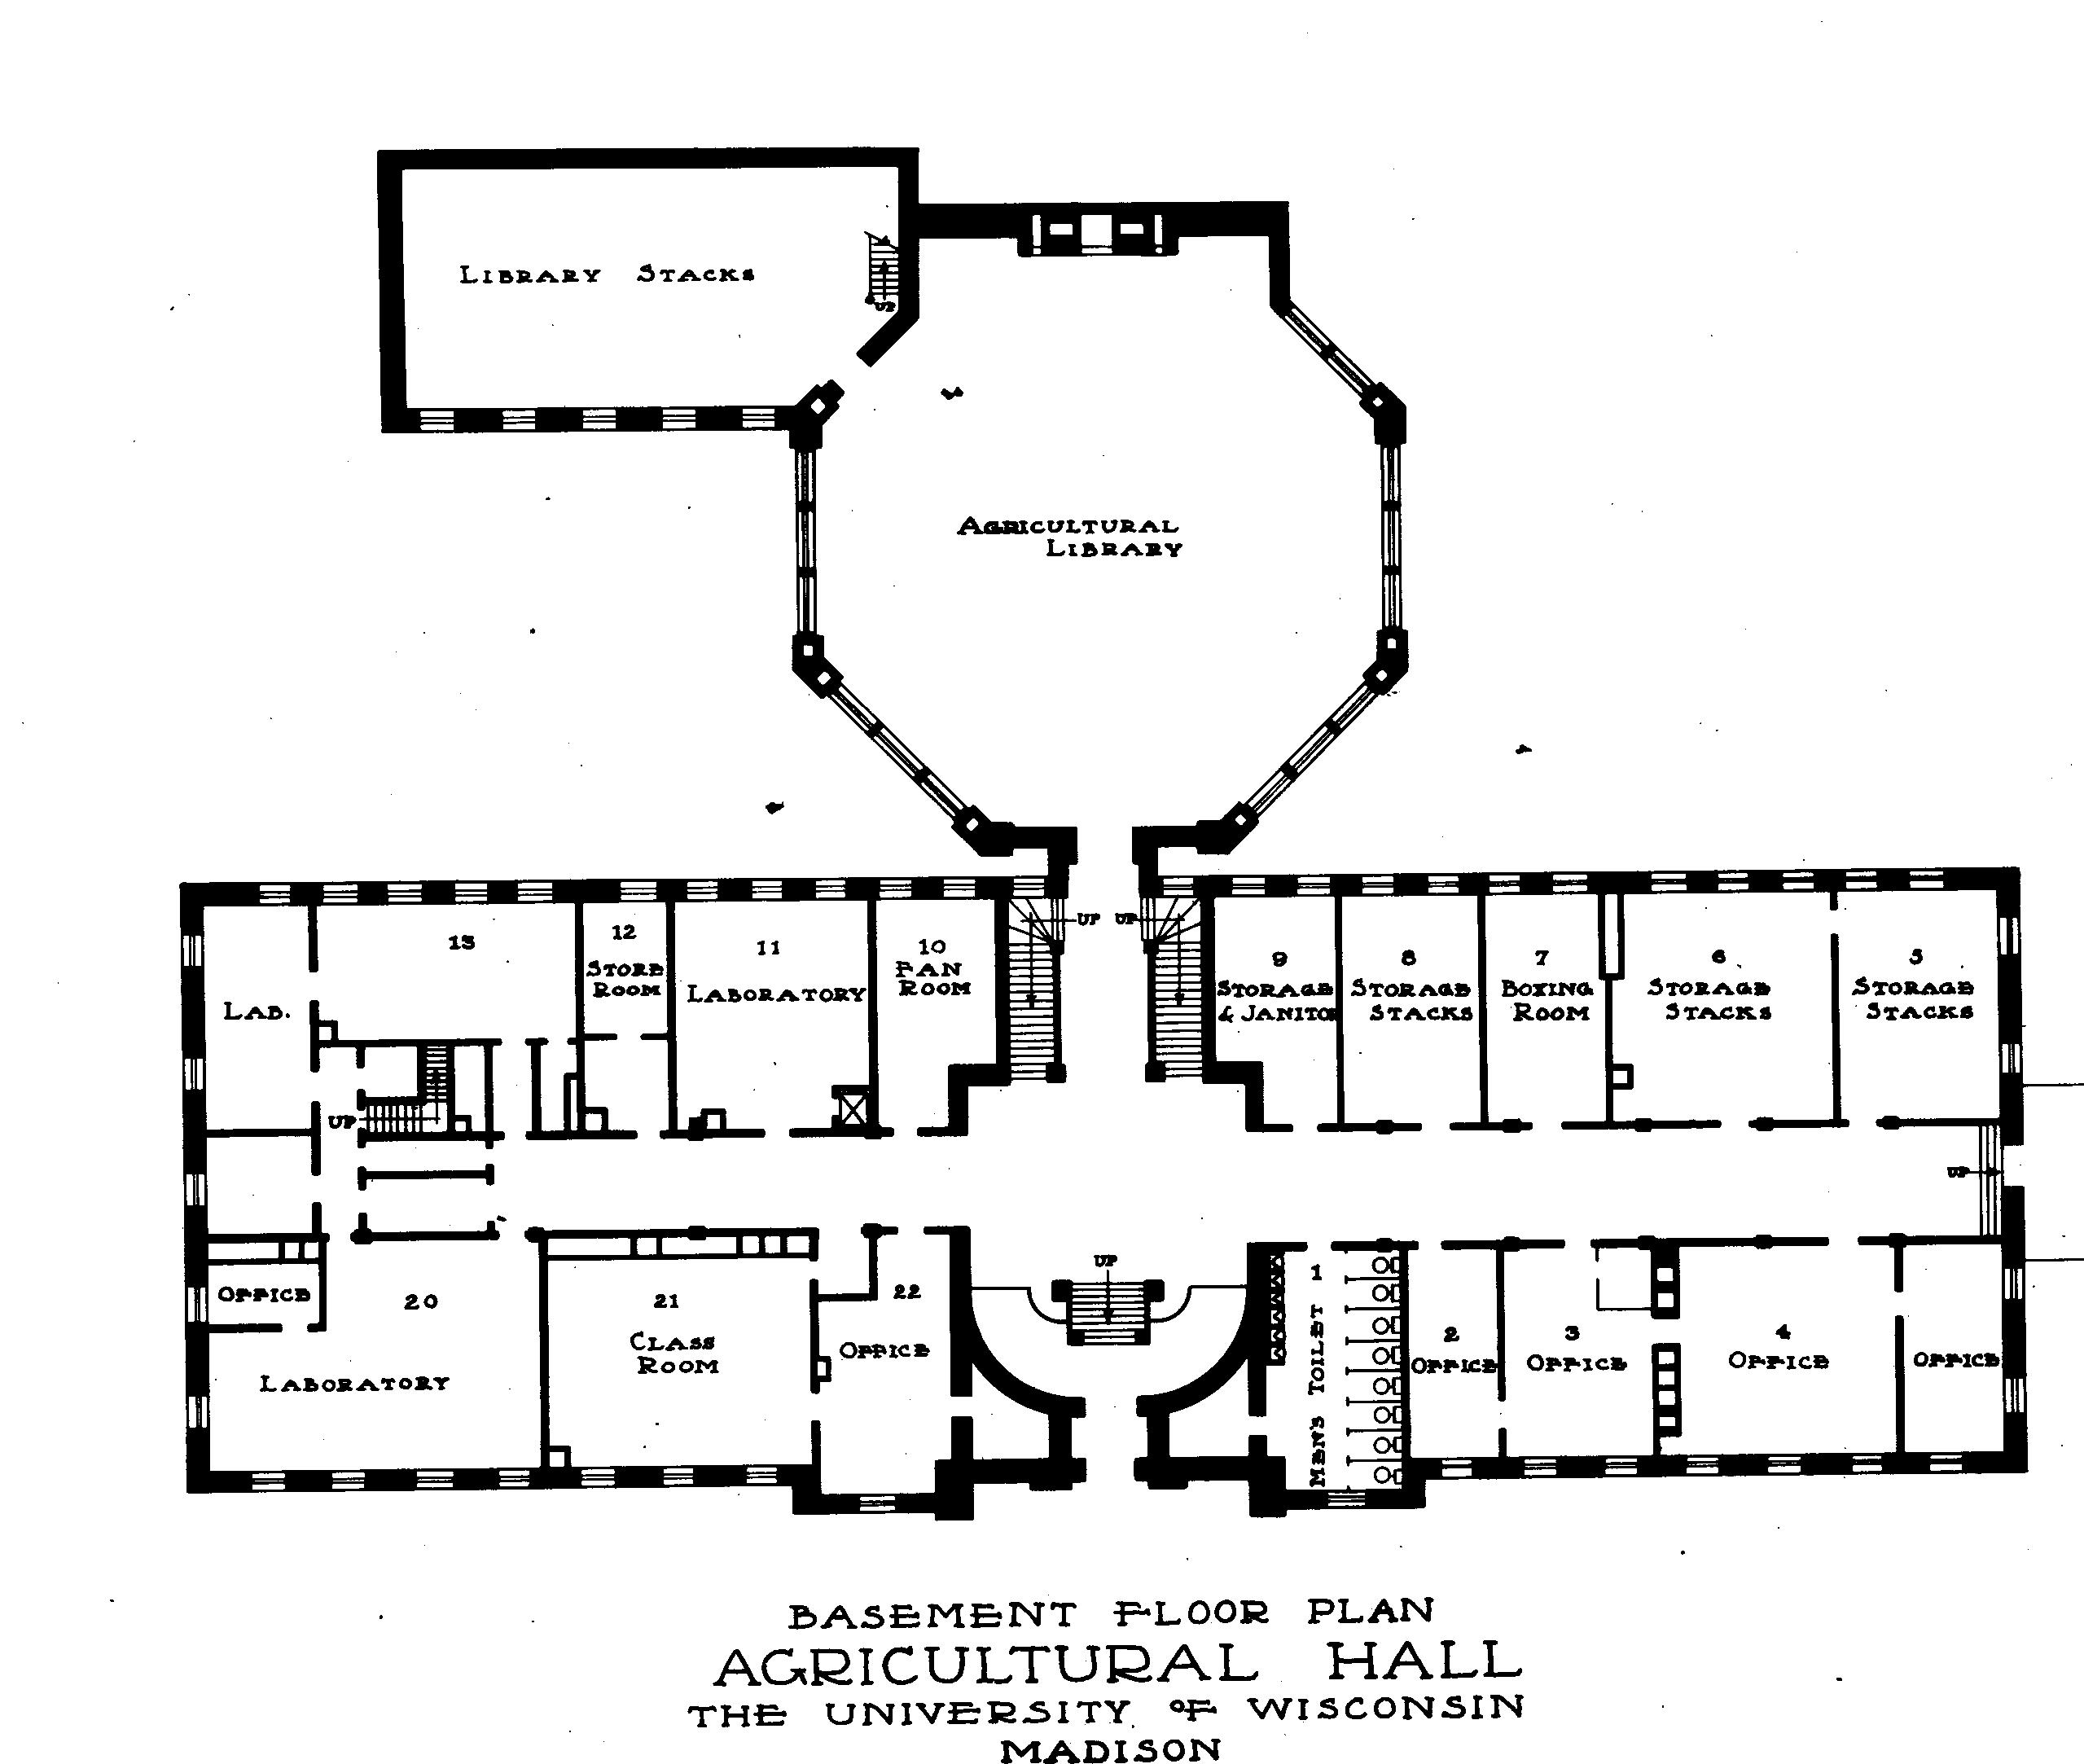 LIBRARY STACKS
UP
AGRICULTURAL
LIBRARY
UP UP
LAB.
13
12
STORE
ROOM
11
LABORATORY
10
FAN
ROOM
9
STORAGE
& JANITOR
8
STORAGE
STACKS
7
BOXING
ROOM
6
STORAGE
STACKS
5
STORAGE
STACKS
UP
UP
UP
OFFICE
20
LABORATORY
21
CLASS
ROOM
22
OFFICE
MEN'S TOILET 1
2
OFFICE
3
OFFICE
4
OFFICE
OFFICE
BASEMENT FLOOR PLAN
AGRICULTURAL HALL
THE UNIVERSITY OF WISCONSIN
MADISON